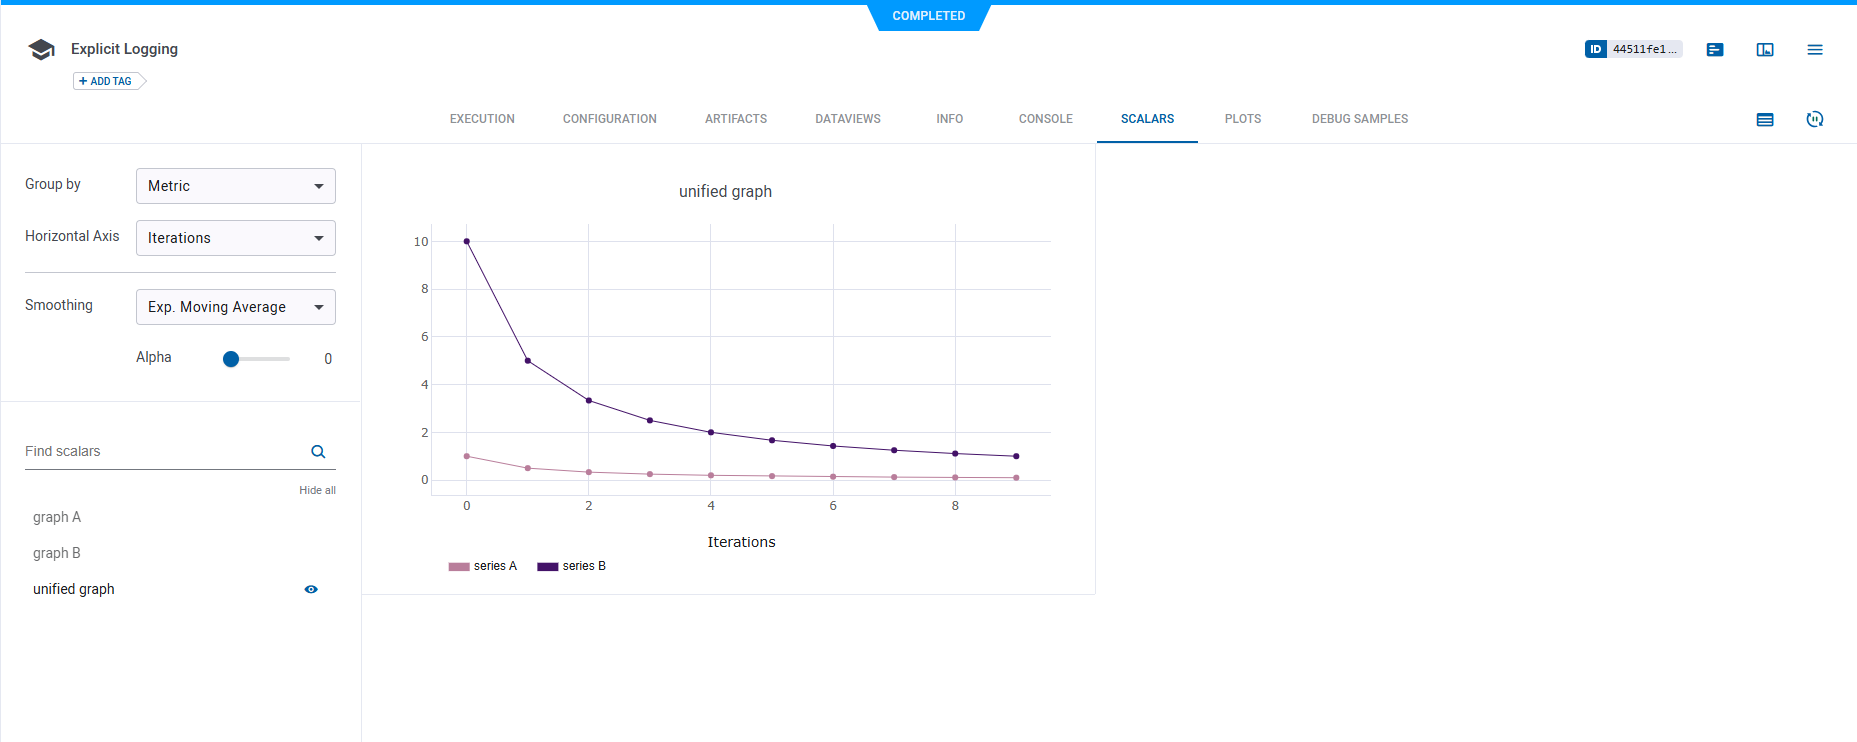 COMPLETED
Explicit Logging
ID 44511fe1...
+ ADD TAG
EXECUTION CONFIGURATION ARTIFACTS DATAVIEWS INFO CONSOLE SCALARS PLOTS DEBUG SAMPLES
Group by Metric
Horizontal Axis Iterations
Smoothing Exp. Moving Average
Alpha 0
Find scalars
Hide all
graph A
graph B
unified graph
unified graph
10
8
6
4
2
0
0 2 4 6 8
Iterations
series A series B